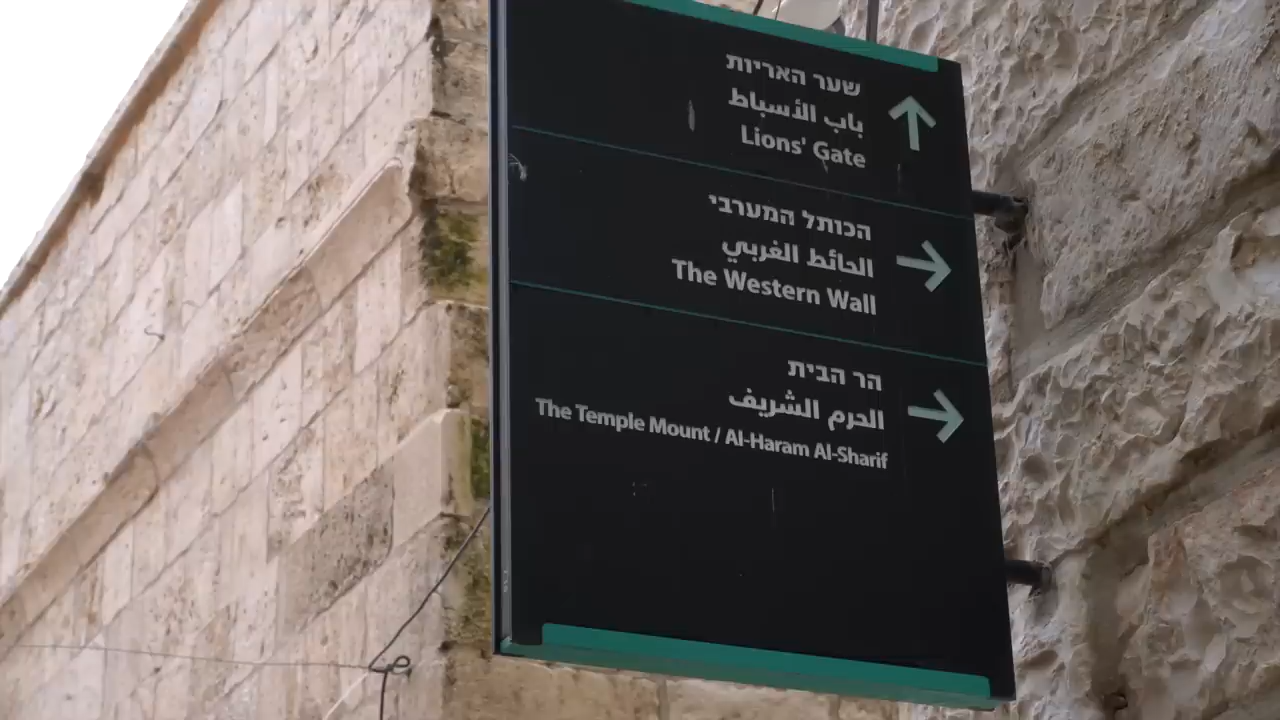 שער האריות
باب الأسباط
Lions' Gate
הכותל המערבי
الحائط الغربي
The Western Wall
הר הבית
الحرم الشريف
The Temple Mount / Al-Haram Al-Sharif